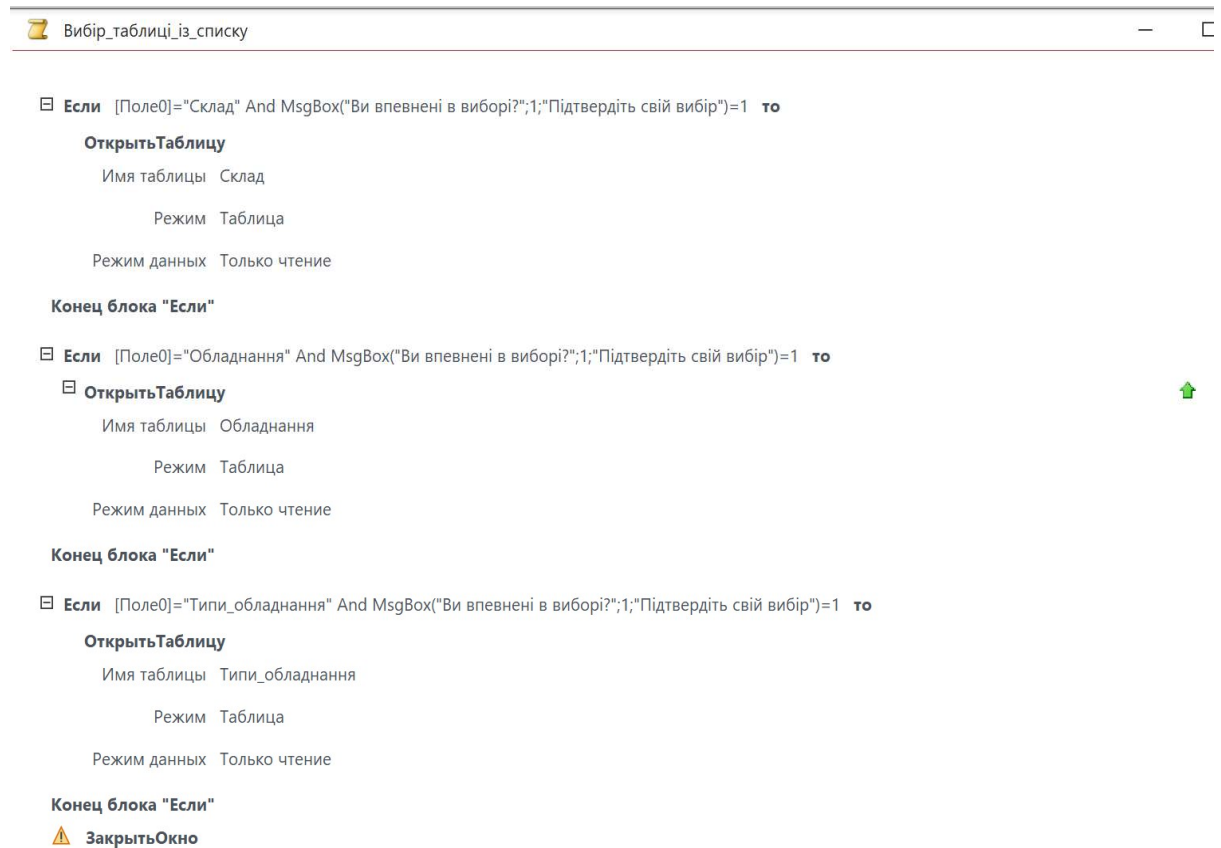 Вибір_таблиці_із_списку
Если [Поле0]="Склад" And MsgBox("Ви впевнені в виборі?";1;"Підтвердіть свій вибір")=1 то
ОткрытьТаблицу
Имя таблицы Склад
Режим Таблица
Режим данных Только чтение
Конец блока "Если"
Если [Поле0]="Обладнання" And MsgBox("Ви впевнені в виборі?";1;"Підтвердіть свій вибір")=1 то
ОткрытьТаблицу
Имя таблицы Обладнання
Режим Таблица
Режим данных Только чтение
Конец блока "Если"
Если [Поле0]="Типи_обладнання" And MsgBox("Ви впевнені в виборі?";1;"Підтвердіть свій вибір")=1 то
ОткрытьТаблицу
Имя таблицы Типи_обладнання
Режим Таблица
Режим данных Только чтение
Конец блока "Если"
ЗакрытьОкно